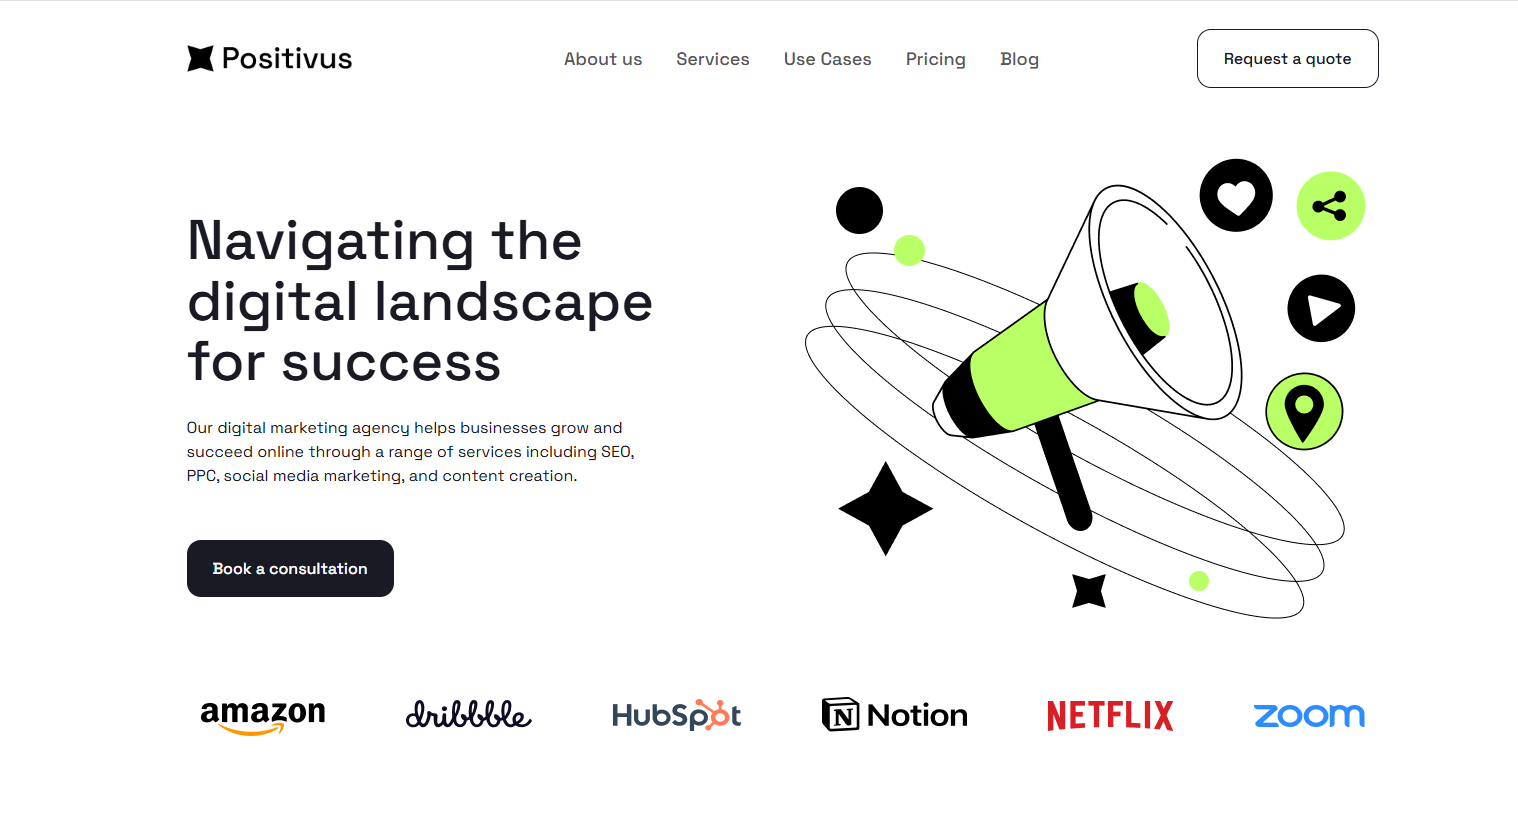 Positivus
About us
Services
Use Cases
Pricing
Blog
Request a quote
Navigating the
digital landscape
for success
Our digital marketing agency helps businesses grow and
succeed online through a range of services including SEO,
PPC, social media marketing, and content creation.
Book a consultation
amazon
dribbble
HubSpot
N Notion
NETFLIX
zoom